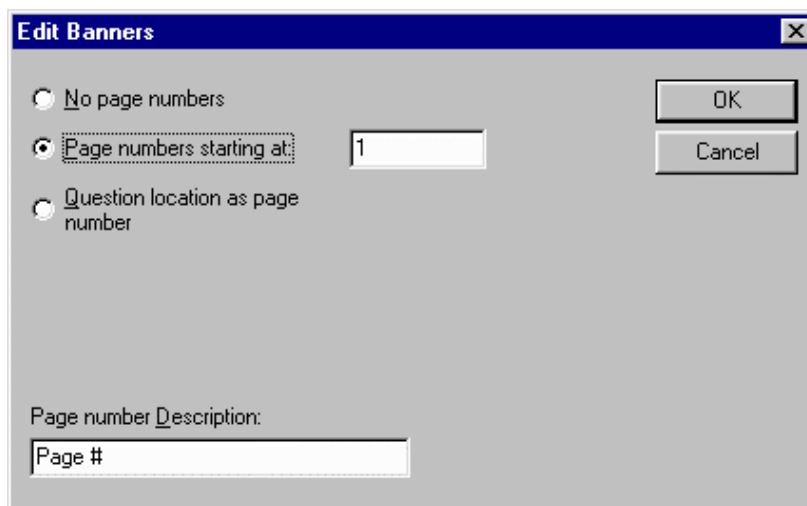 Edit Banners
No page numbers
OK
Page numbers starting at:
1
Cancel
Question location as page
number
Page number Description:
Page #